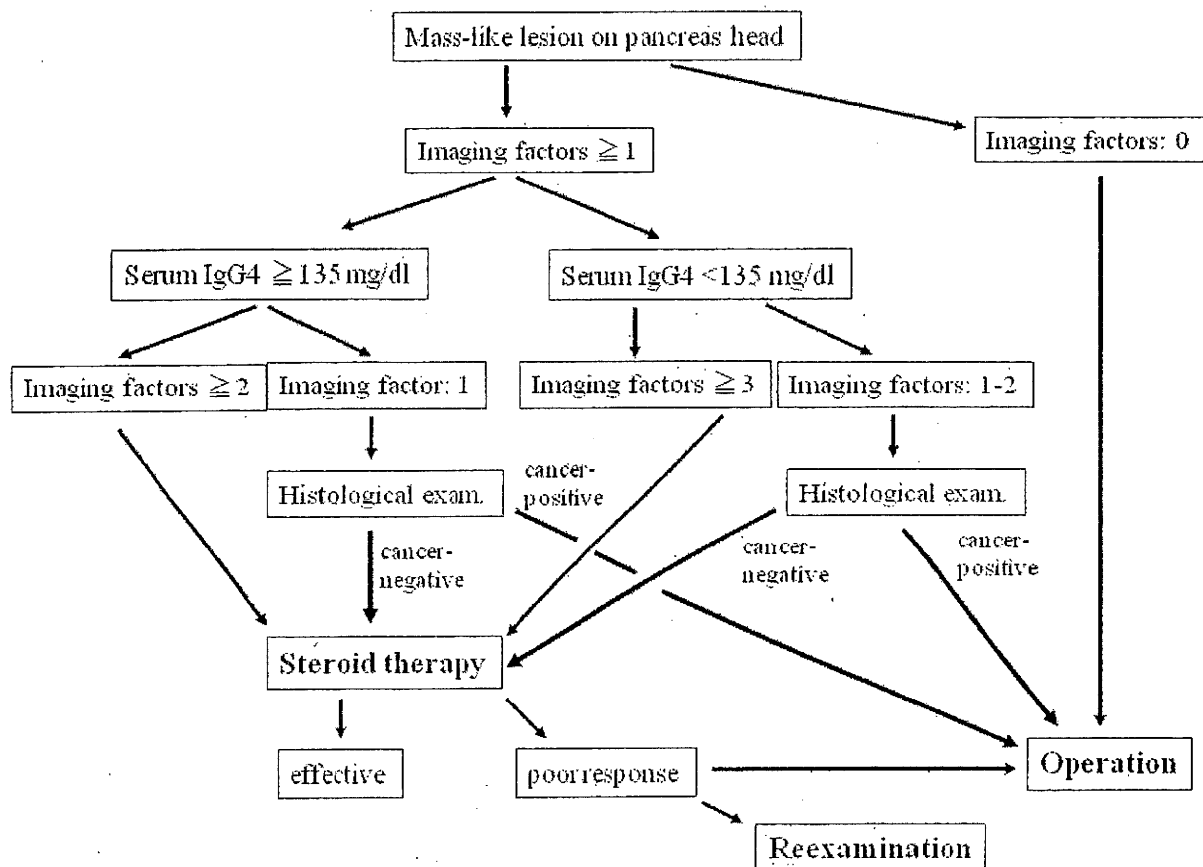 Mass-like lesion on pancreas head
Imaging factors ≧ 1
Imaging factors: 0
Serum IgG4 ≧ 135 mg/dl
Serum IgG4 <135 mg/dl
Imaging factors ≧ 2
Imaging factor: 1
Imaging factors ≧ 3
Imaging factors: 1-2
Histological exam.
cancer-
positive
Histological exam.
cancer-
negative
cancer-
negative
cancer-
positive
Steroid therapy
effective
poor response
Operation
Reexamination